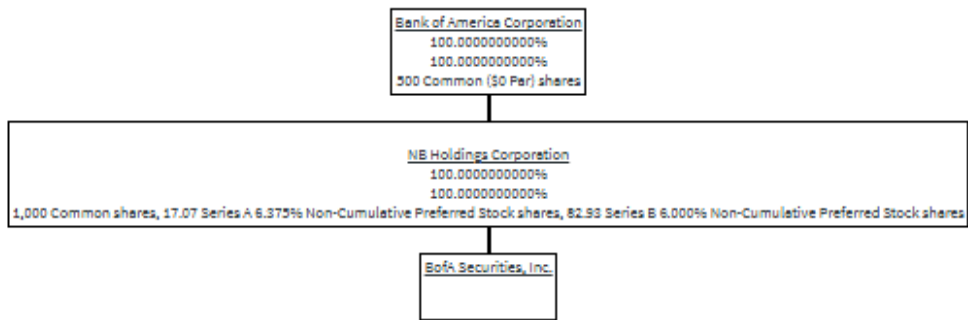 Bank of America Corporation
100.0000000000%
100.0000000000%
500 Common ($0 Par) shares
NB Holdings Corporation
100.0000000000%
100.0000000000%
1,000 Common shares, 17.07 Series A 6.375% Non-Cumulative Preferred Stock shares, 82.93 Series B 6.000% Non-Cumulative Preferred Stock shares
BofA Securities, Inc.